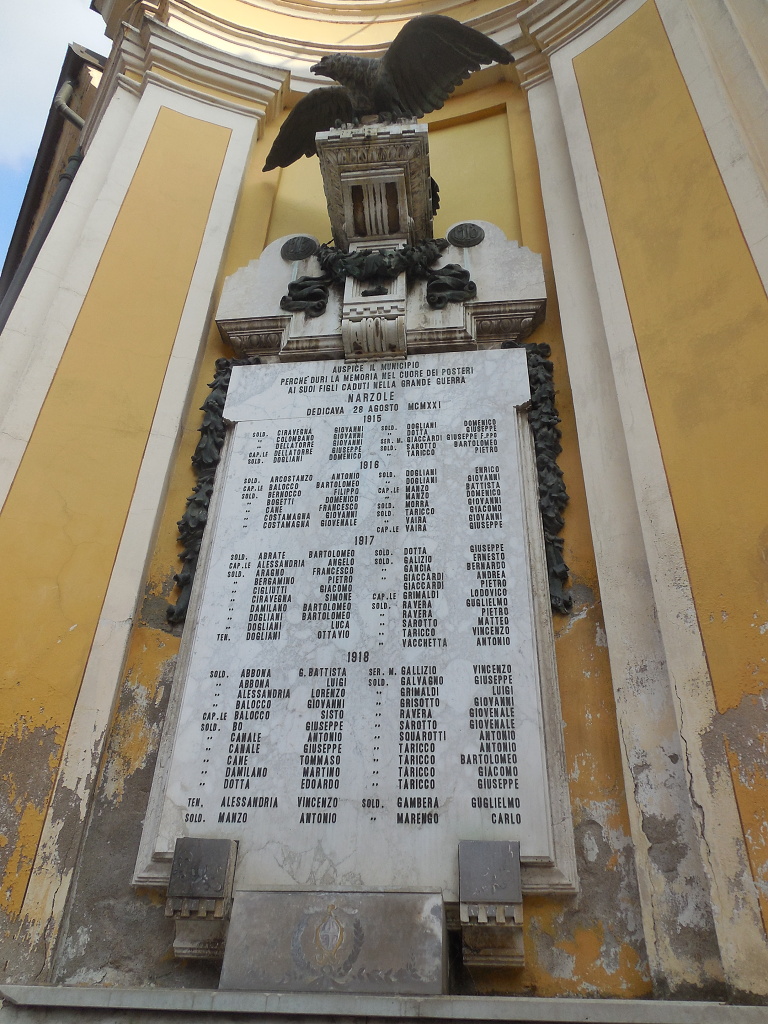 AUSPICE IL MUNICIPIO
PERCHÈ DURI LA MEMORIA NEL CUORE DEI POSTERI
AI SUOI FIGLI CADUTI NELLA GRANDE GUERRA
NARZOLE
DEDICAVA 28 AGOSTO MCMXXI
1915
SOLD. CIRAVEGNA GIOVANNI SOLD. DOGLIANI DOMENICO
" COLOMBANO GIOVANNI " DOTTA GIUSEPPE
" DELLATORRE GIOVANNI SER. M. GIACCARDI GIUSEPPE F.PPO
CAP.LE DELLATORRE GIUSEPPE SOLD. SAROTTO BARTOLOMEO
SOLD. DOGLIANI DOMENICO " TARICCO PIETRO
1916
SOLD. ARGOSTANZO ANTONIO SOLD. DOGLIANI ENRICO
CAP.LE BALOCCO BARTOLOMEO " DOGLIANI GIOVANNI
SOLD. BERNOCCO FILIPPO CAP.LE MANZO BATTISTA
" BOGETTI DOMENICO " MANZO DOMENICO
" CANE FRANCESCO SOLD. MORRA GIOVANNI
" COSTAMAGNA GIOVANNI SOLD. TARICCO GIACOMO
" COSTAMAGNA GIOVENALE " VAIRA GIOVANNI
CAP.LE VAIRA GIUSEPPE
1917
SOLD. ABRATE BARTOLOMEO SOLD. DOTTA GIUSEPPE
CAP.LE ALESSANDRIA ANGELO SOLD. GALIZIO ERNESTO
SOLD. ARAGNO FRANCESCO " GANCIA BERNARDO
" BERGAMINO PIETRO " GIACCARDI ANDREA
" CIGLIUTTI GIACOMO " GIACCARDI PIETRO
" CIRAVEGNA SIMONE CAP.LE GRIMALDI LODOVICO
" DAMILANO BARTOLOMEO SOLD. RAVERA GUGLIELMO
" DOGLIANI BARTOLOMEO " RAVERA PIETRO
" DOGLIANI LUCA " SAROTTO MATTEO
TEN. DOGLIANI OTTAVIO " TARICCO VINCENZO
" VACCHETTA ANTONIO
1918
SOLD. ABBONA G. BATTISTA SER. M. GALLIZIO VINCENZO
" ABBONA LUIGI SOLD. GALVAGNO GIUSEPPE
" ALESSANDRIA LORENZO " GRIMALDI LUIGI
" BALOCCO GIOVANNI " GRISOTTO GIOVANNI
CAP.LE BALOCCO SISTO " RAVERA GIOVENALE
SOLD. BO GIUSEPPE " SAROTTO GIOVENALE
" CANALE ANTONIO " SQUAROTTI ANTONIO
" CANALE GIUSEPPE " TARICCO ANTONIO
" CANE TOMMASO " TARICCO BARTOLOMEO
" DAMILANO MARTINO " TARICCO GIACOMO
" DOTTA EDOARDO " TARICCO GIUSEPPE
TEN. ALESSANDRIA VINCENZO SOLD. GAMBERA GUGLIELMO
SOLD. MANZO ANTONIO " MARENGO CARLO